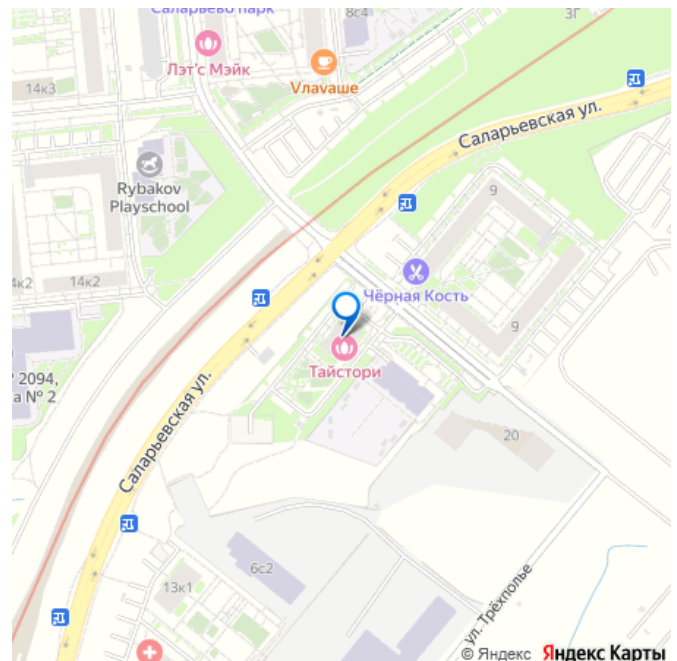 Саларьево парк
8с4
3Г
Лэт'с Мэйк
Vлаваше
14к3
Саларьевская ул.
Rybakov
Playschool
9
14к2
Чёрная Кость
9
Тайстори
2094,
а № 2
Саларьевская ул.
20
6с2
13к1
ул. Трёхполье
© Яндекс Яндекс Карты